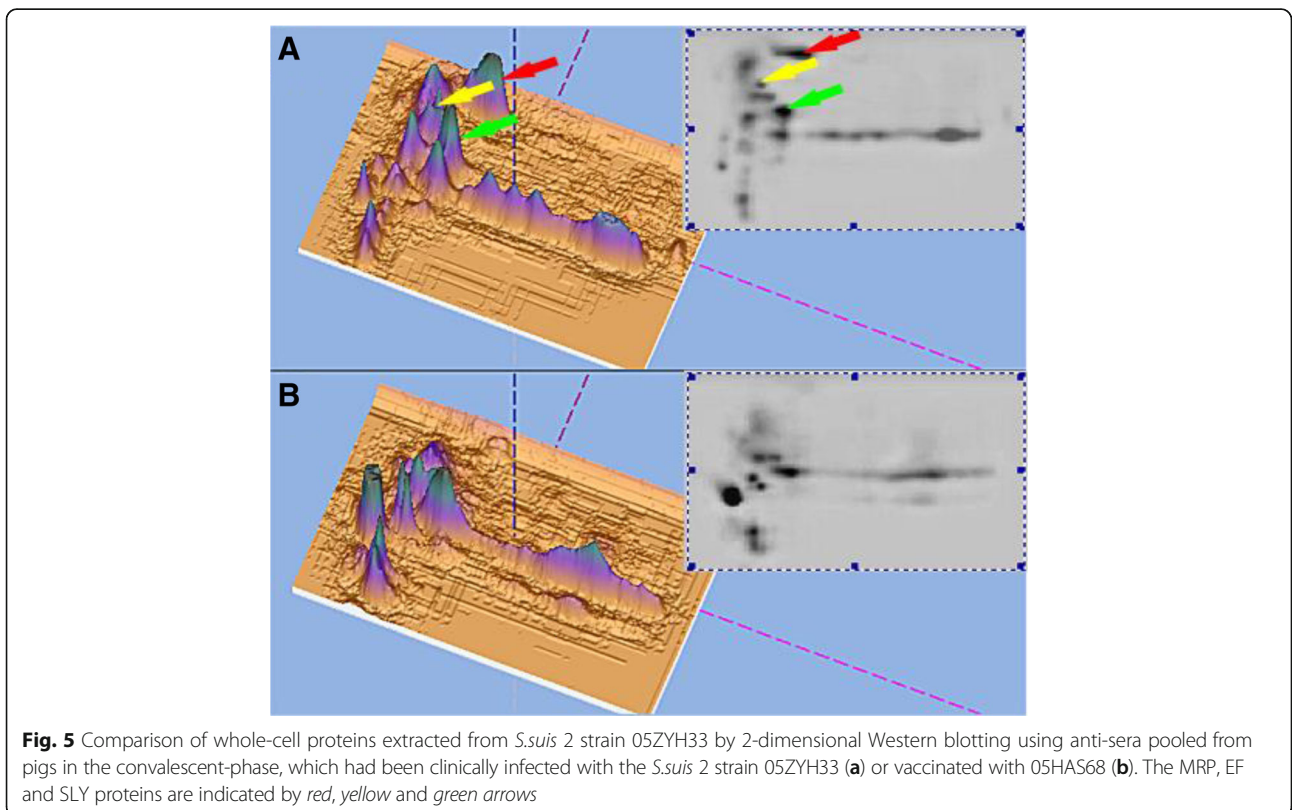 A
B
Fig. 5 Comparison of whole-cell proteins extracted from S.suis 2 strain 05ZYH33 by 2-dimensional Western blotting using anti-sera pooled from
pigs in the convalescent-phase, which had been clinically infected with the S.suis 2 strain 05ZYH33 (a) or vaccinated with 05HAS68 (b). The MRP, EF
and SLY proteins are indicated by red, yellow and green arrows